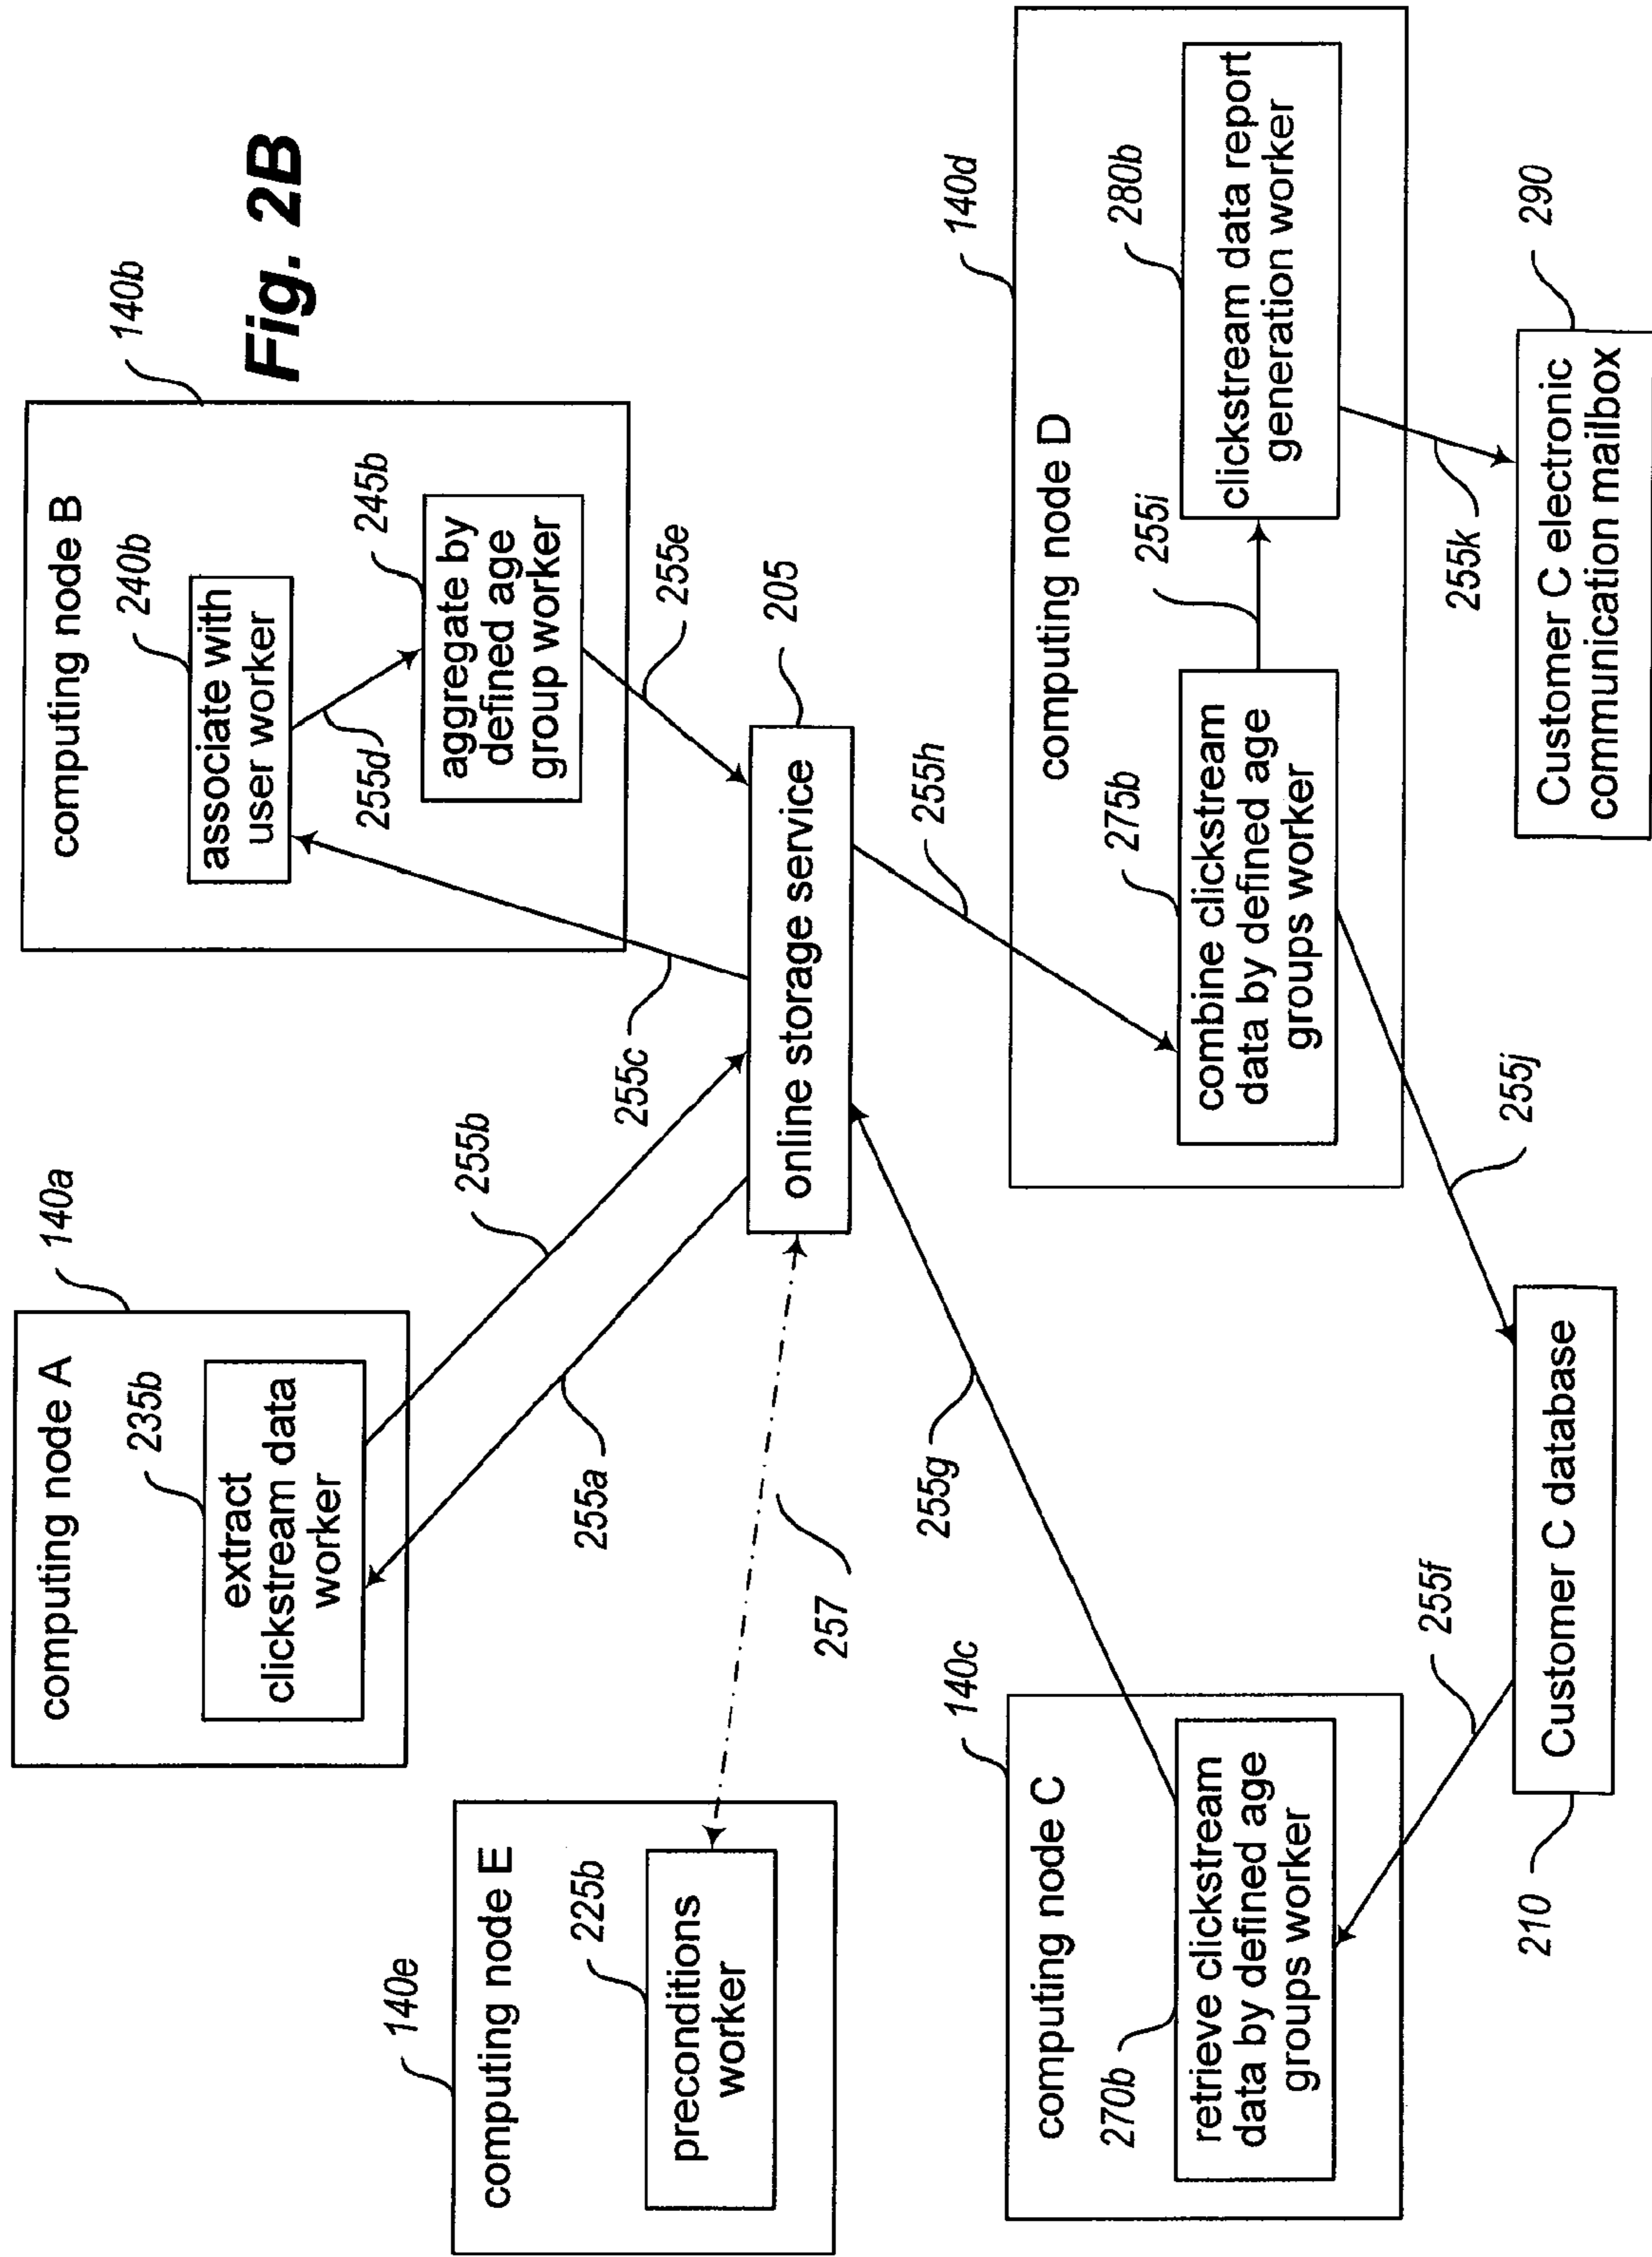 Fig. 2B
140e
computing node E
225b
preconditions
worker
140a
computing node A
235b
extract
clickstream data
worker
140b
computing node B
240b
associate with
user worker
255d
245b
aggregate by
defined age
group worker
255e
255b
255a
255c
257
205
online storage service
255g
255h
140c
computing node C
270b
retrieve clickstream
data by defined age
groups worker
140d
computing node D
275b
combine clickstream
data by defined age
groups worker
255i
280b
clickstream data report
generation worker
255f
255j
255k
210
Customer C database
290
Customer C electronic
communication mailbox